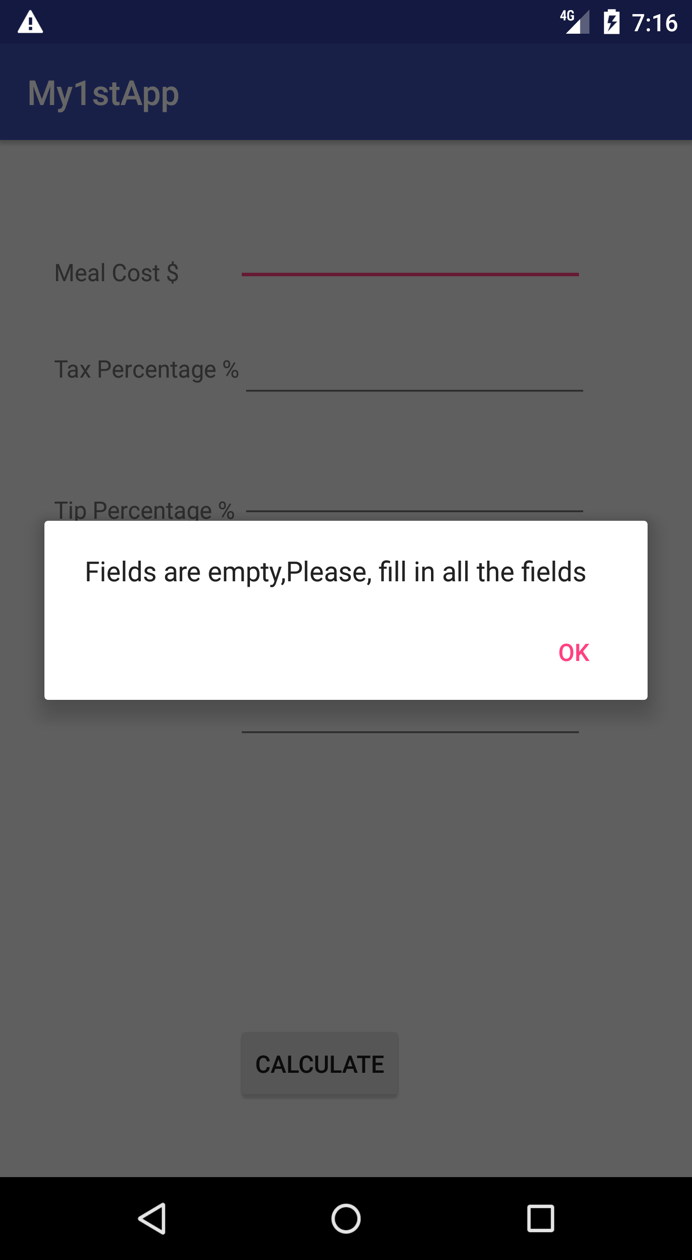 4G 7:16
My1stApp
Meal Cost $
Tax Percentage %
Tip Percentage %
Fields are empty,Please, fill in all the fields
OK
CALCULATE